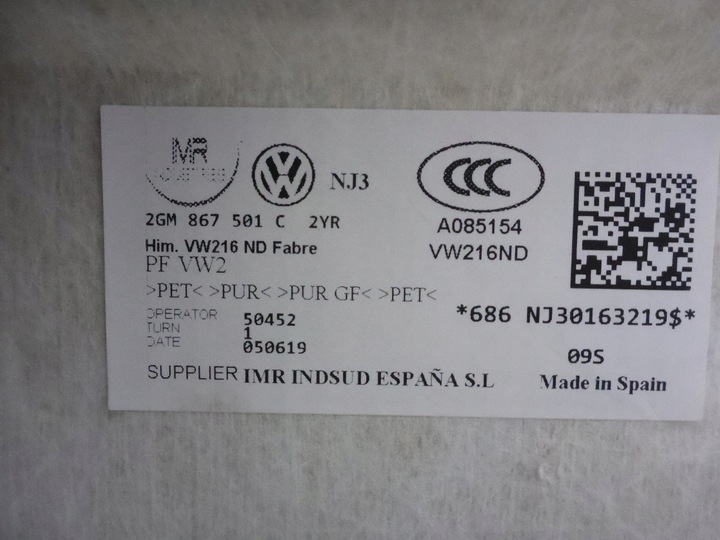 IMR
NJ3
CCC
2GM 867 501 C 2YR
A085154
Him. VW216 ND Fabre
VW216ND
PF VW2
>PET< >PUR< >PUR GF< >PET<
*686 NJ30163219$*
OPERATOR 50452
TURN 1
DATE 050619
09S
SUPPLIER IMR INDSUD ESPAÑA S.L
Made in Spain